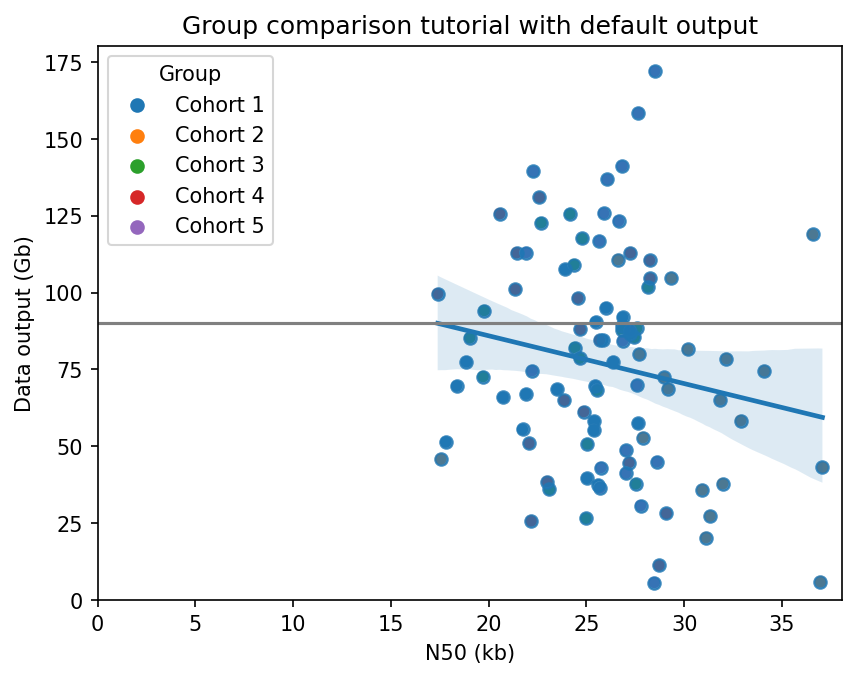 Group comparison tutorial with default output
175
150
125
100
75
50
25
0
Data output (Gb)
Group
Cohort 1
Cohort 2
Cohort 3
Cohort 4
Cohort 5
0 5 10 15 20 25 30 35
N50 (kb)